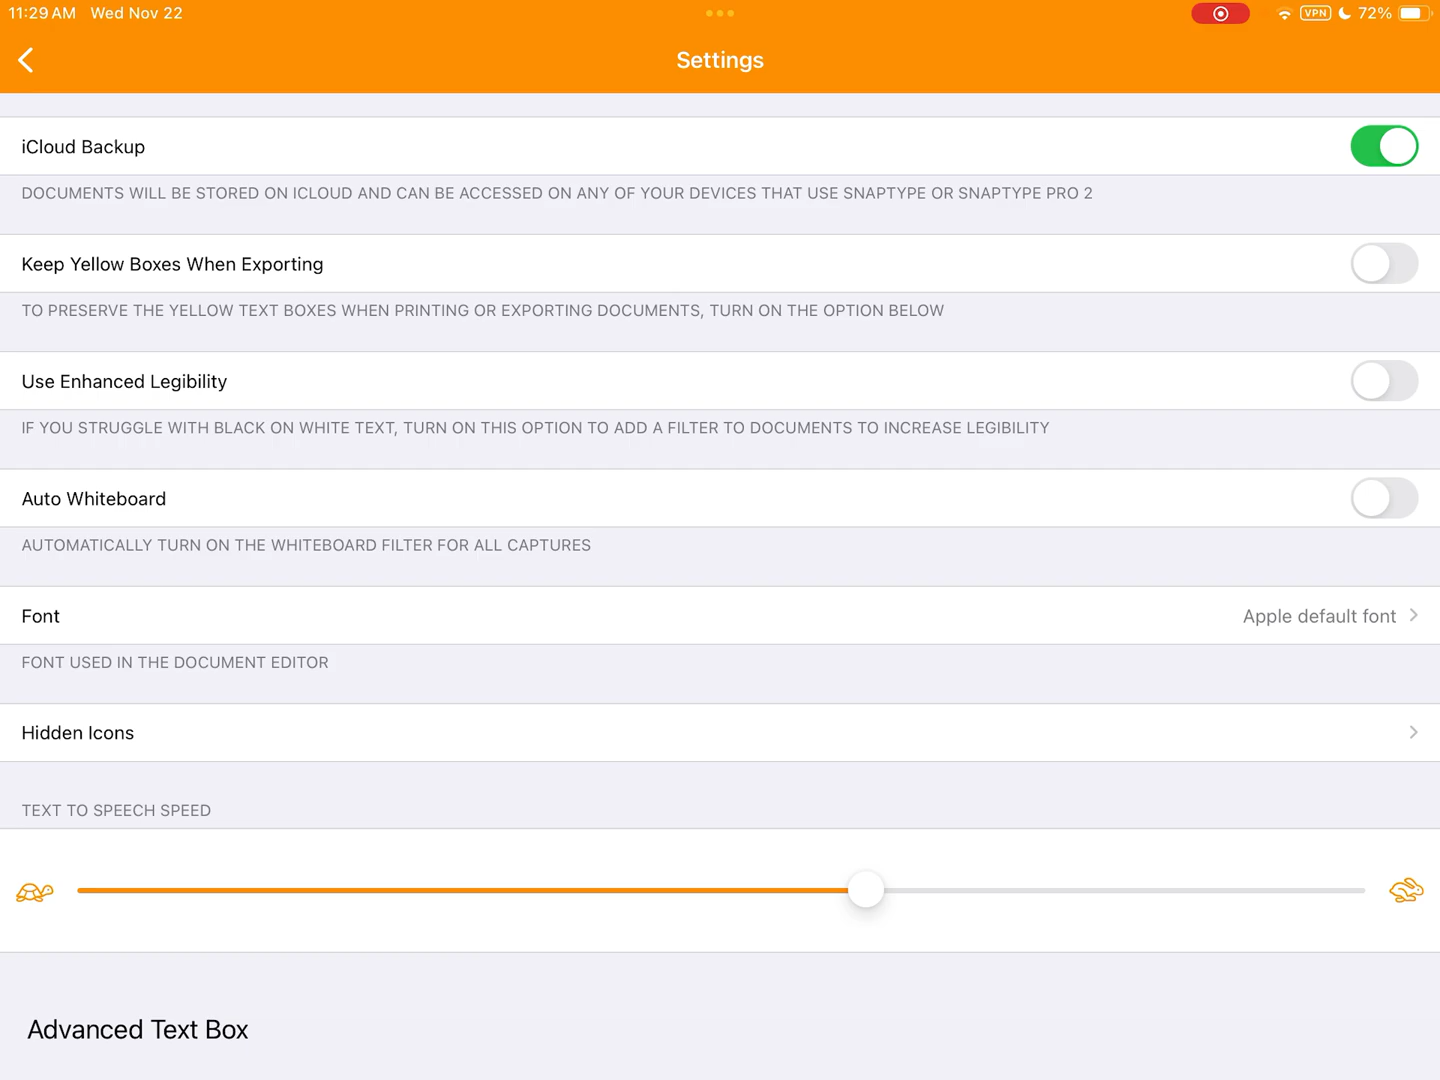 11:29 AM Wed Nov 22
VPN 72%
Settings
iCloud Backup
DOCUMENTS WILL BE STORED ON ICLOUD AND CAN BE ACCESSED ON ANY OF YOUR DEVICES THAT USE SNAPTYPE OR SNAPTYPE PRO 2
Keep Yellow Boxes When Exporting
TO PRESERVE THE YELLOW TEXT BOXES WHEN PRINTING OR EXPORTING DOCUMENTS, TURN ON THE OPTION BELOW
Use Enhanced Legibility
IF YOU STRUGGLE WITH BLACK ON WHITE TEXT, TURN ON THIS OPTION TO ADD A FILTER TO DOCUMENTS TO INCREASE LEGIBILITY
Auto Whiteboard
AUTOMATICALLY TURN ON THE WHITEBOARD FILTER FOR ALL CAPTURES
Font Apple default font
FONT USED IN THE DOCUMENT EDITOR
Hidden Icons
TEXT TO SPEECH SPEED
Advanced Text Box